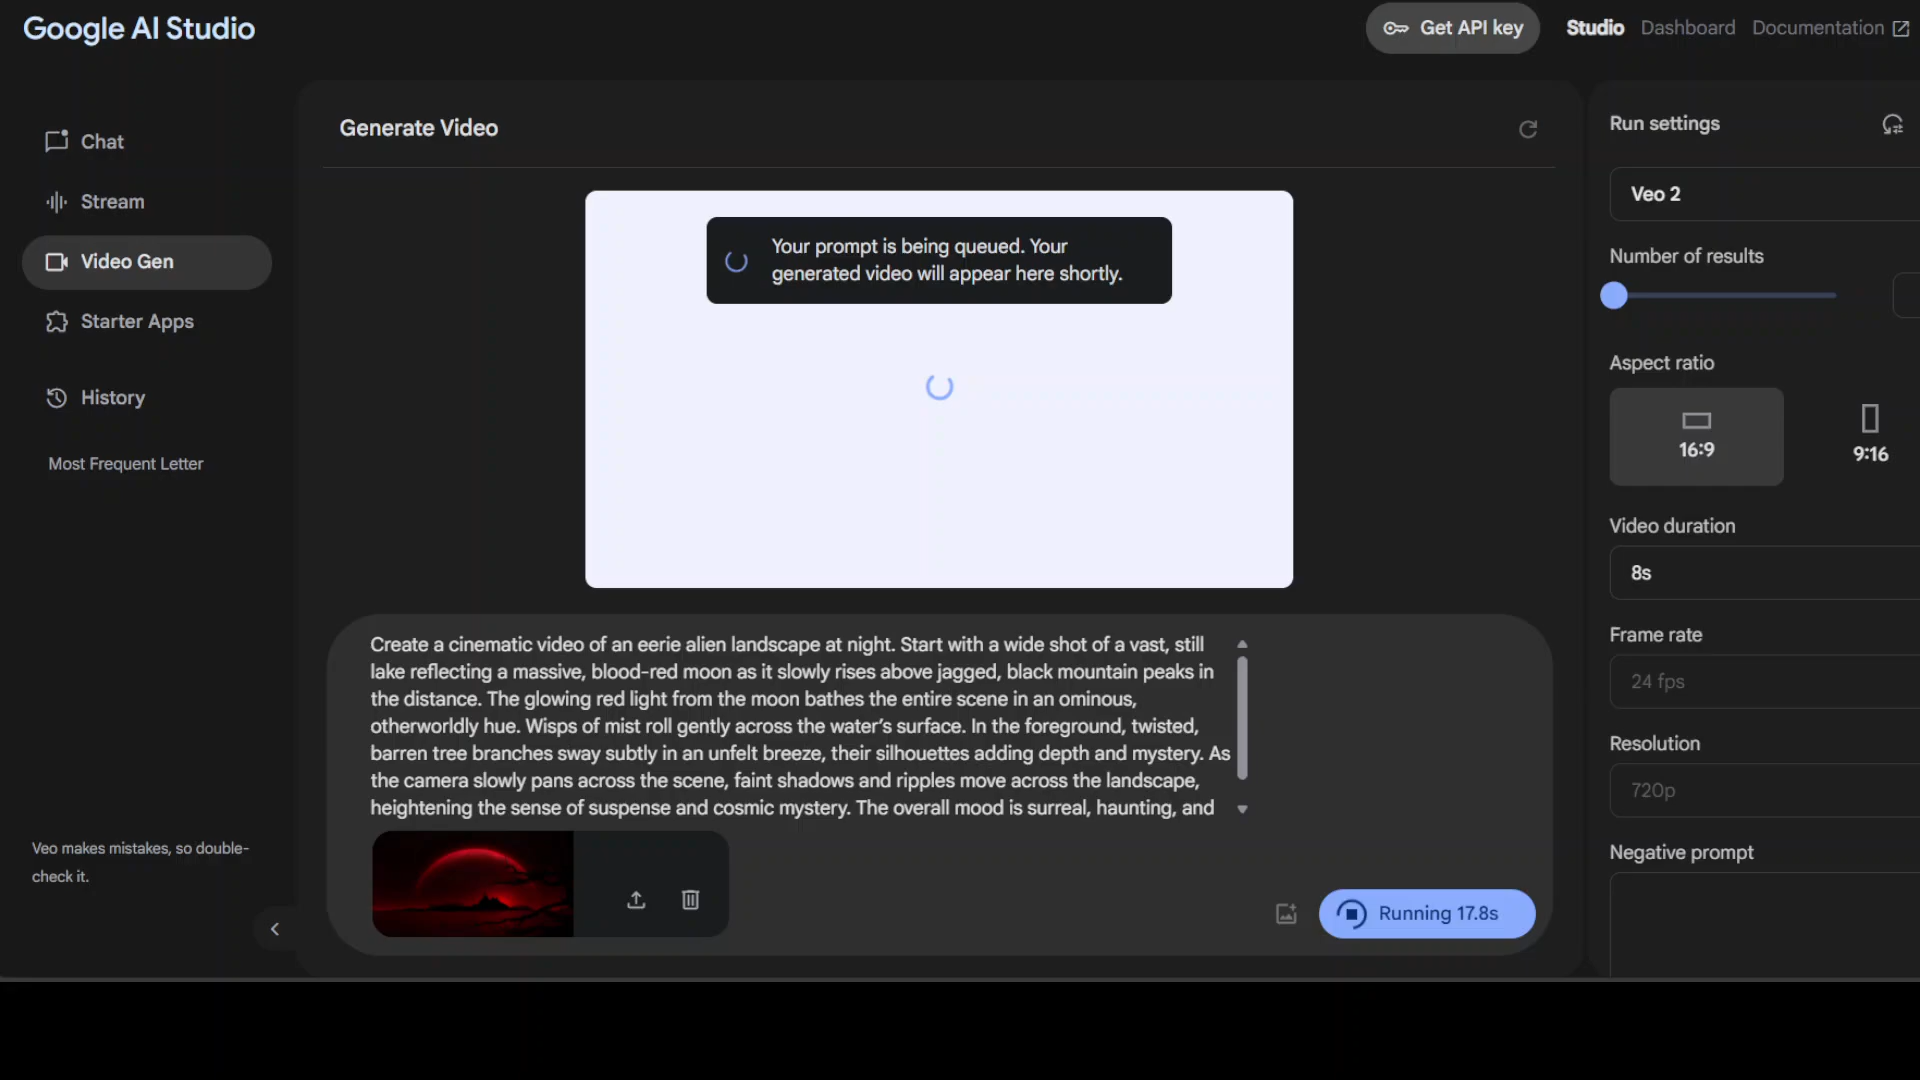 Google AI Studio
Get API key
Studio
Dashboard
Documentation
Chat
Stream
Video Gen
Starter Apps
History
Most Frequent Letter
Veo makes mistakes, so double-
check it.
Generate Video
Your prompt is being queued. Your
generated video will appear here shortly.
Create a cinematic video of an eerie alien landscape at night. Start with a wide shot of a vast, still
lake reflecting a massive, blood-red moon as it slowly rises above jagged, black mountain peaks in
the distance. The glowing red light from the moon bathes the entire scene in an ominous,
otherworldly hue. Wisps of mist roll gently across the water’s surface. In the foreground, twisted,
barren tree branches sway subtly in an unfelt breeze, their silhouettes adding depth and mystery. As
the camera slowly pans across the scene, faint shadows and ripples move across the landscape,
heightening the sense of suspense and cosmic mystery. The overall mood is surreal, haunting, and
Running 17.8s
Run settings
Veo 2
Number of results
Aspect ratio
16:9
9:16
Video duration
8s
Frame rate
24 fps
Resolution
720p
Negative prompt